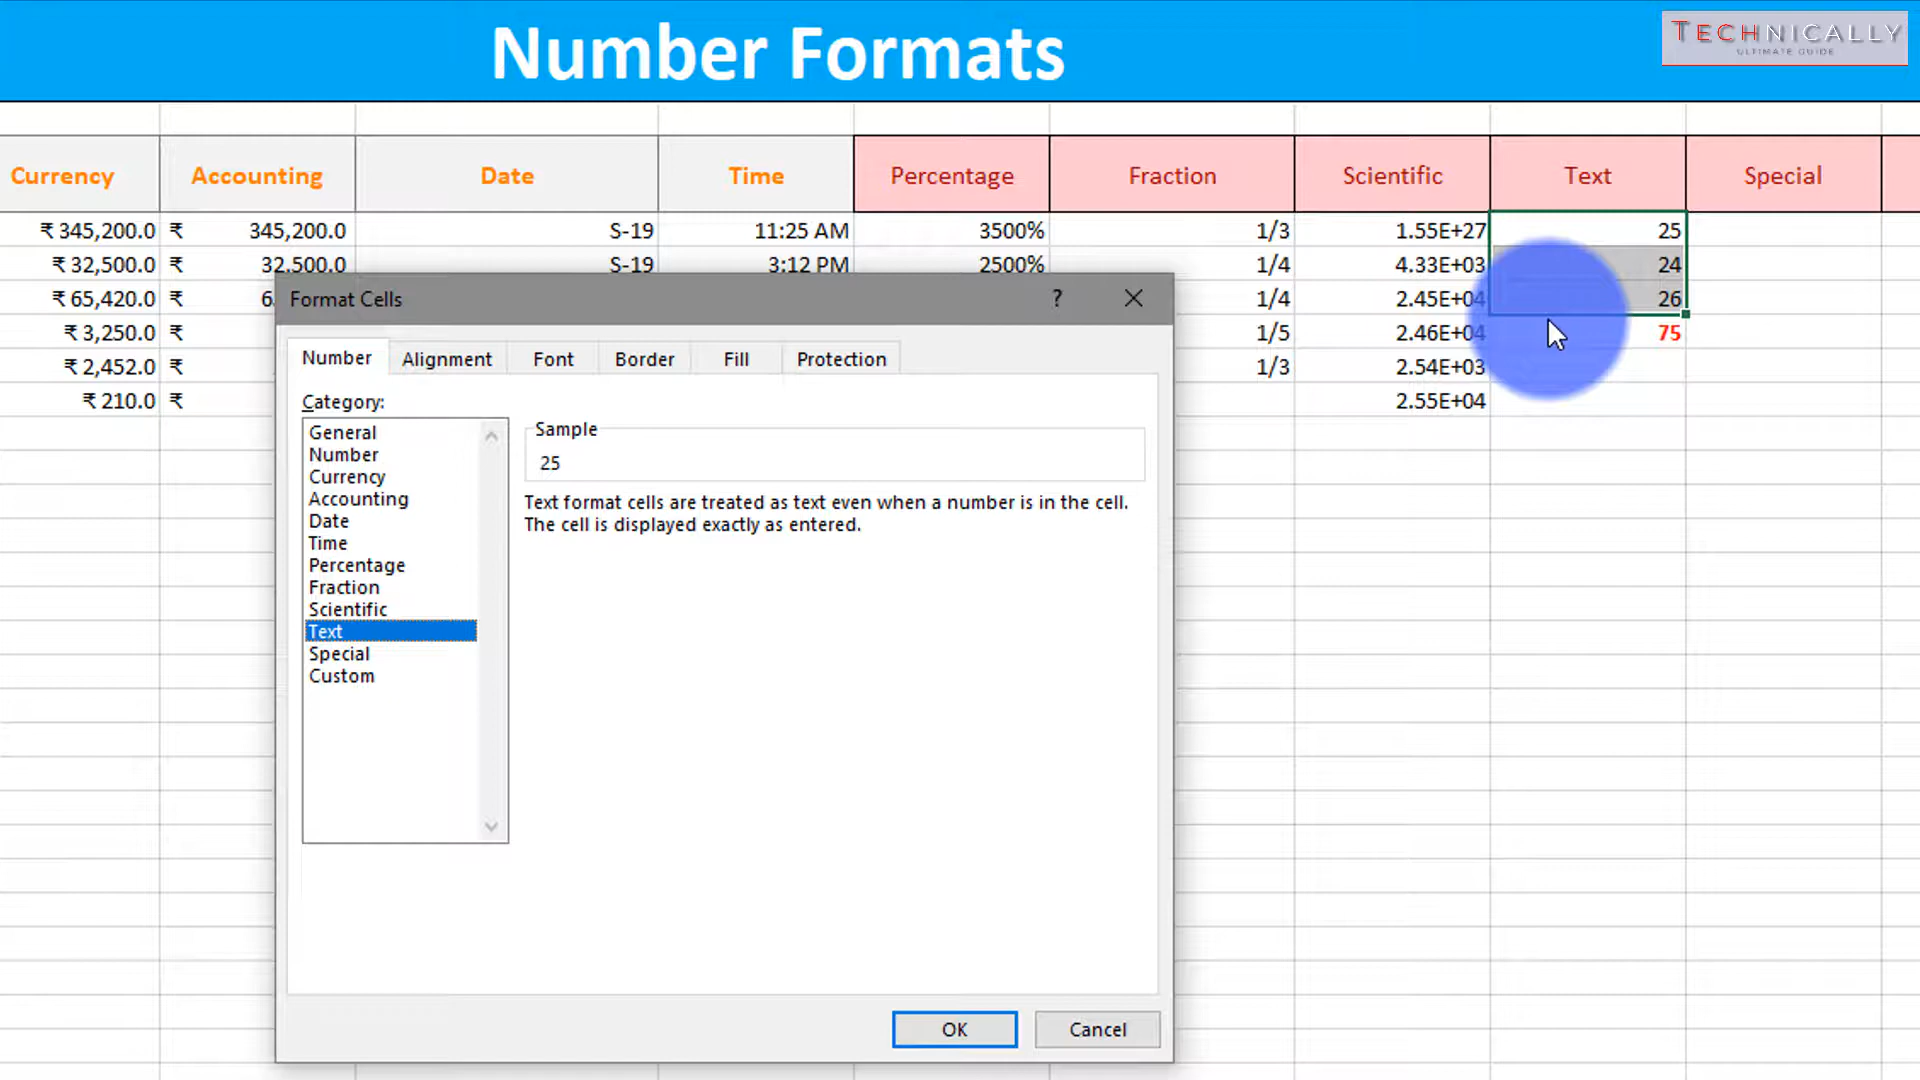 Number Formats
TECHNICALLY
ULTIMATE GUIDE
Currency Accounting Date Time Percentage Fraction Scientific Text Special
₹ 345,200.0 ₹ 345,200.0 S-19 11:25 AM 3500% 1/3 1.55E+27 25
₹ 32,500.0 ₹ 32,500.0 S-19 3:12 PM 2500% 1/4 4.33E+03 24
₹ 65,420.0 ₹ 6 1/4 2.45E+04 26
₹ 3,250.0 ₹ 1/5 2.46E+04 75
₹ 2,452.0 ₹ 1/3 2.54E+03
₹ 210.0 ₹ 2.55E+04
Format Cells ?
Number Alignment Font Border Fill Protection
Category:
General
Number
Currency
Accounting
Date
Time
Percentage
Fraction
Scientific
Text
Special
Custom
Sample
25
Text format cells are treated as text even when a number is in the cell.
The cell is displayed exactly as entered.
OK Cancel